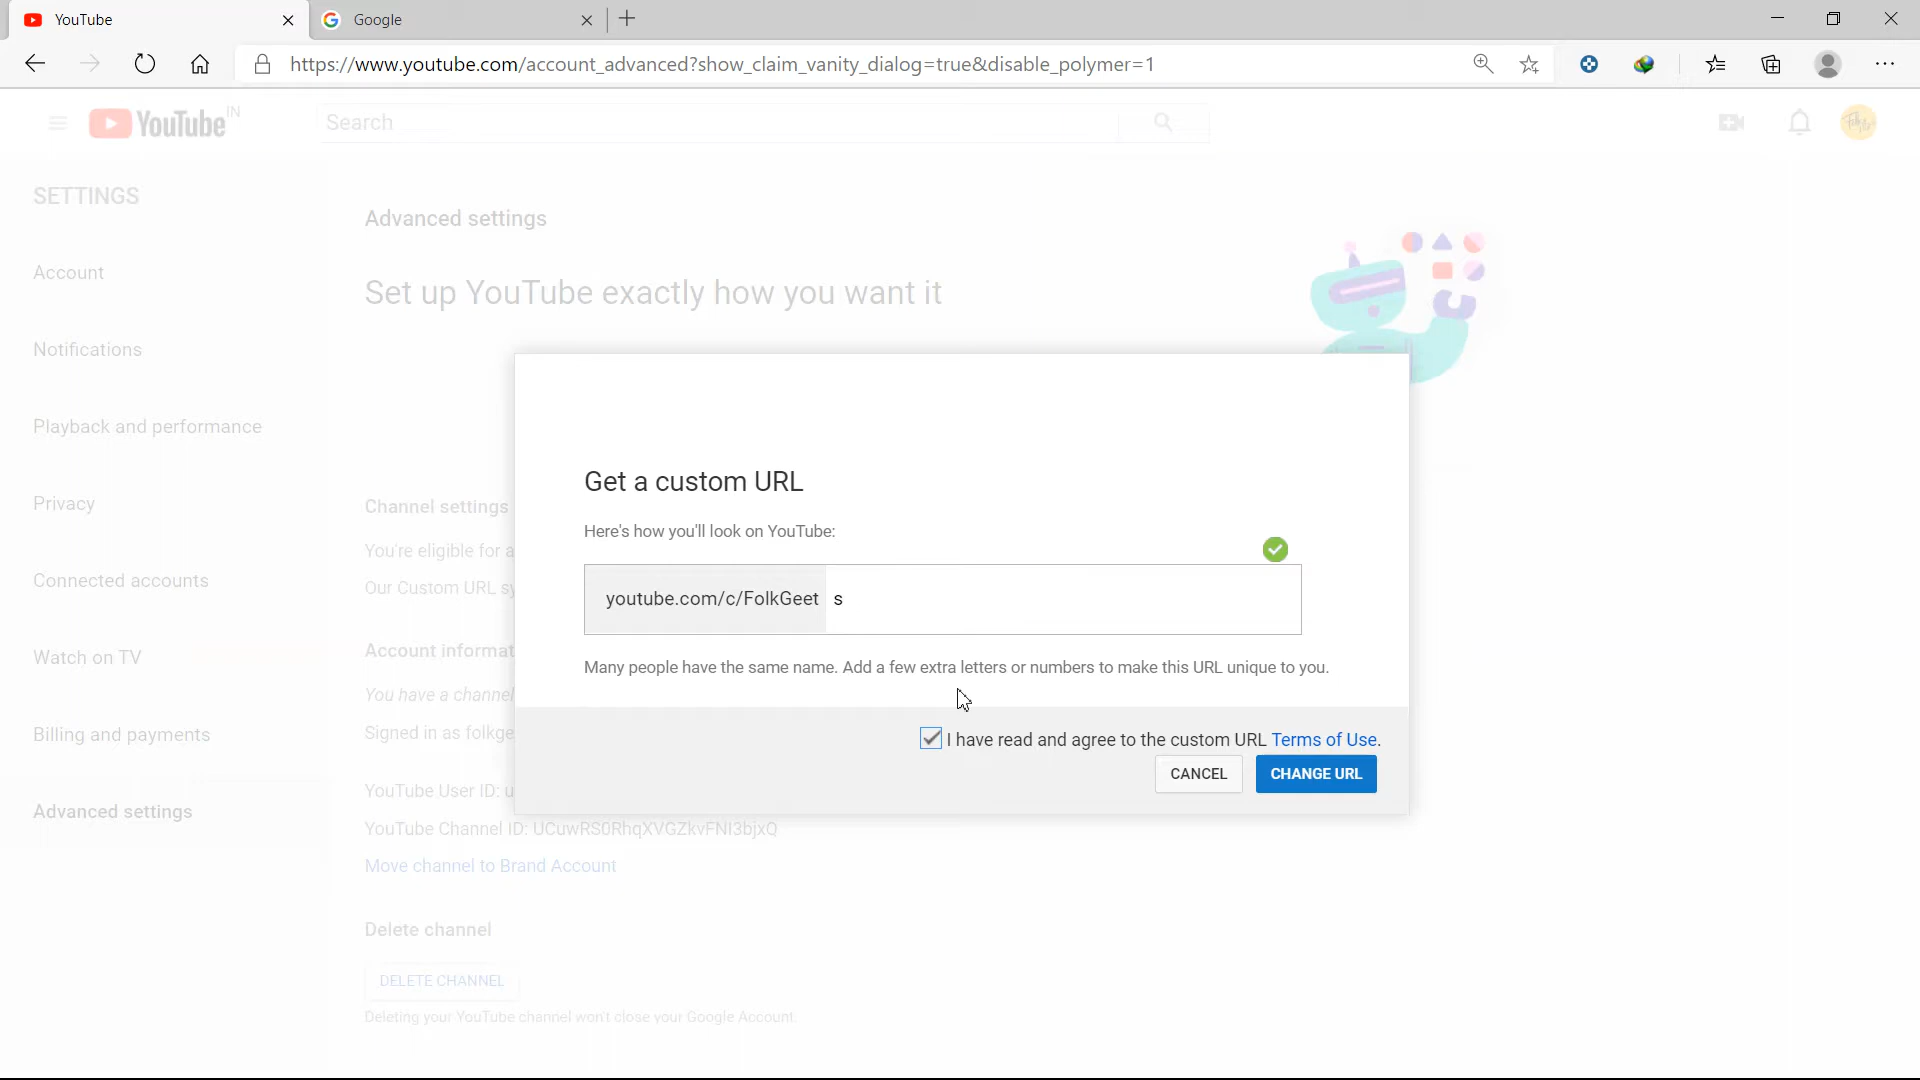 YouTube
Google
https://www.youtube.com/account_advanced?show_claim_vanity_dialog=true&disable_polymer=1
YouTube IN
Search
SETTINGS
Account
Notifications
Playback and performance
Privacy
Connected accounts
Watch on TV
Billing and payments
Advanced settings
Advanced settings
Set up YouTube exactly how you want it
Channel settings
You're eligible for a
Our Custom URL sy
Account informat
You have a channel
Signed in as folkge
YouTube User ID: u
YouTube Channel ID: UCuwRS0RhqXVGZkvFNI3bjxQ
Move channel to Brand Account
Delete channel
DELETE CHANNEL
Deleting your YouTube channel won't close your Google Account.
Get a custom URL
Here's how you'll look on YouTube:
youtube.com/c/FolkGeet s
Many people have the same name. Add a few extra letters or numbers to make this URL unique to you.
I have read and agree to the custom URL Terms of Use.
CANCEL
CHANGE URL